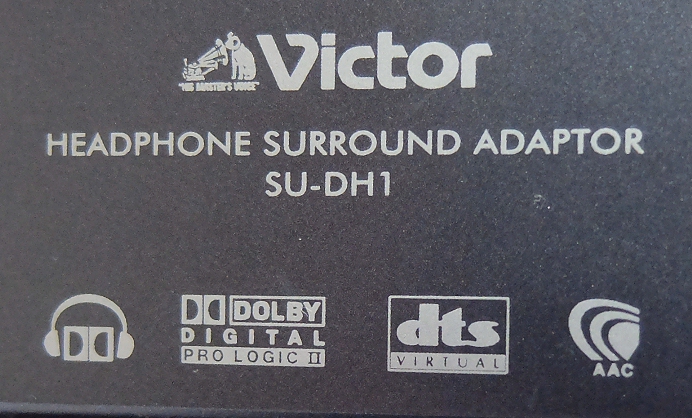 "HIS MASTER'S VOICE"
Victor
HEADPHONE SURROUND ADAPTOR
SU-DH1
DOLBY
DIGITAL
PRO LOGIC II
dts
VIRTUAL
AAC